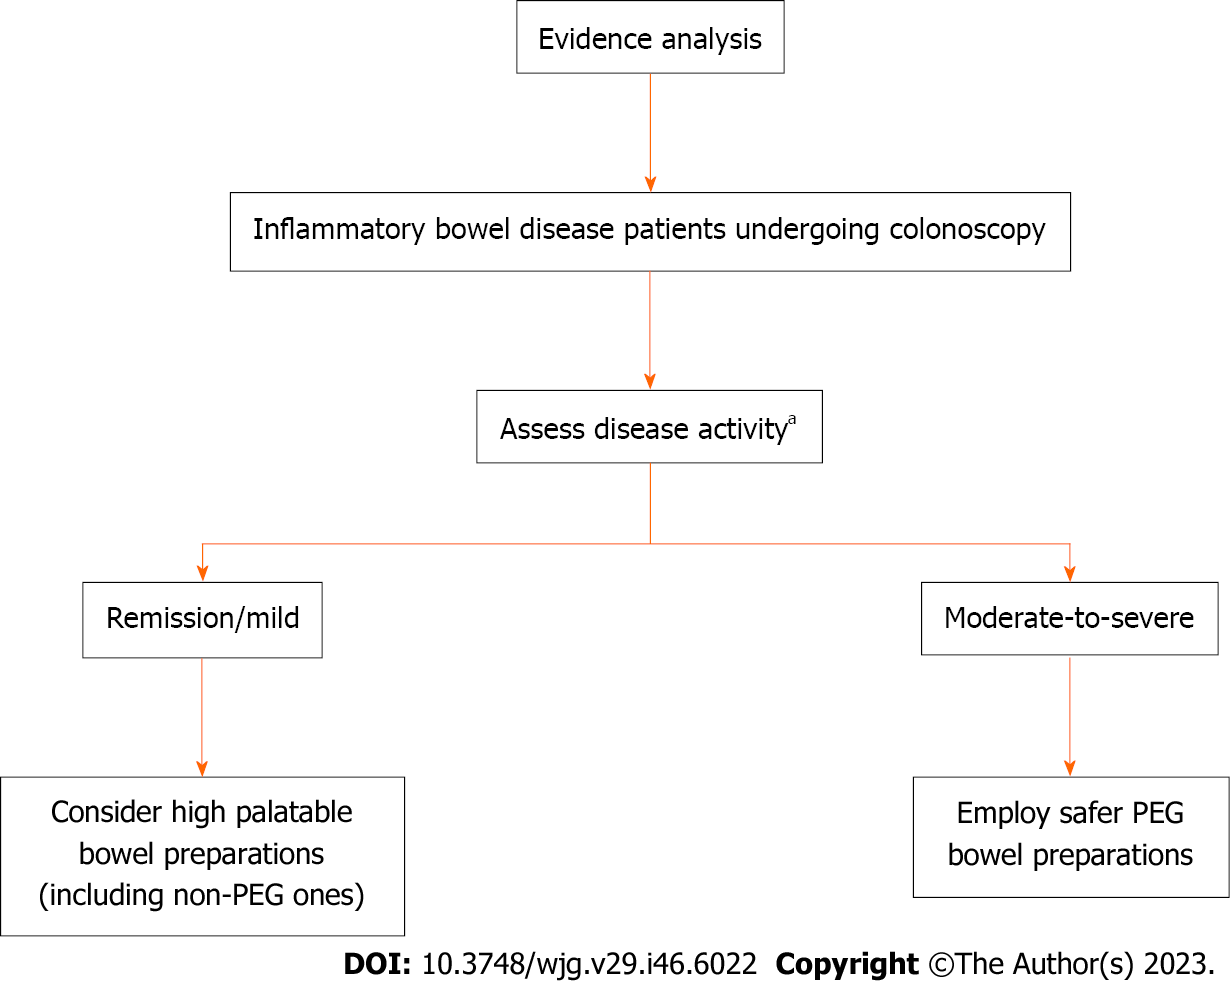 Evidence analysis
Inflammatory bowel disease patients undergoing colonoscopy
Assess disease activityᵃ
Remission/mild
Moderate-to-severe
Consider high palatable
bowel preparations
(including non-PEG ones)
Employ safer PEG
bowel preparations
DOI: 10.3748/wjg.v29.i46.6022 Copyright ©The Author(s) 2023.